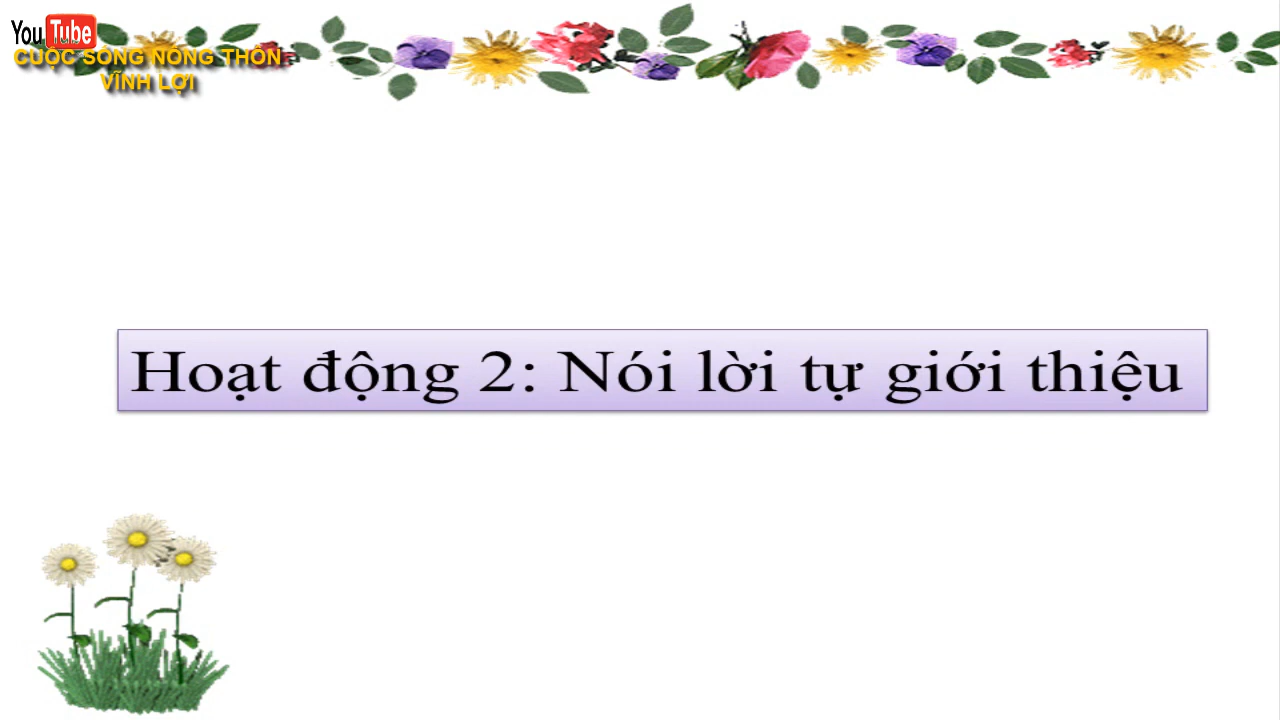 YouTube
CUỘC SỐNG NÔNG THÔN
VĨNH LỢI
Hoạt động 2: Nói lời tự giới thiệu